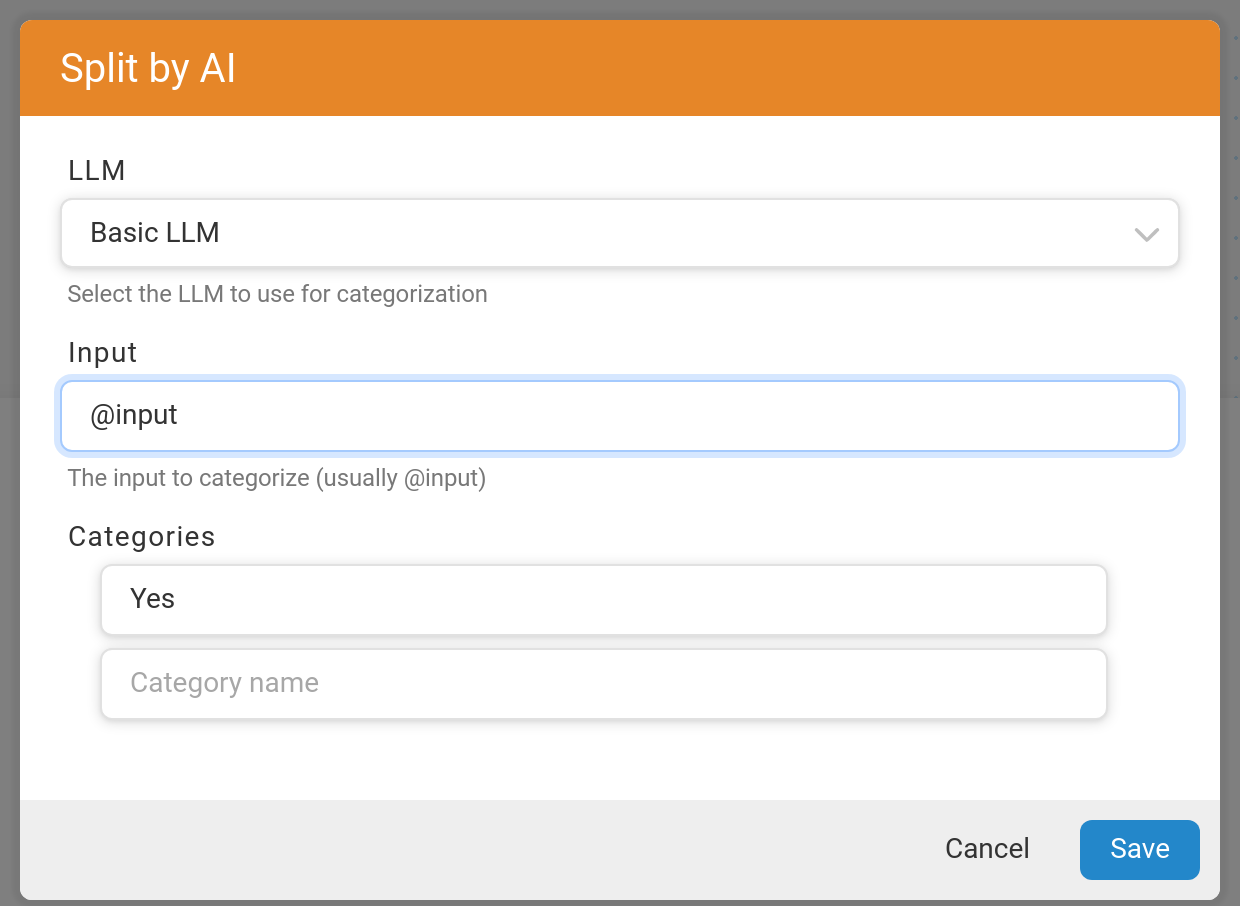 Split by AI
LLM
Basic LLM
Select the LLM to use for categorization
Input
@input
The input to categorize (usually @input)
Categories
Yes
Category name
Cancel
Save